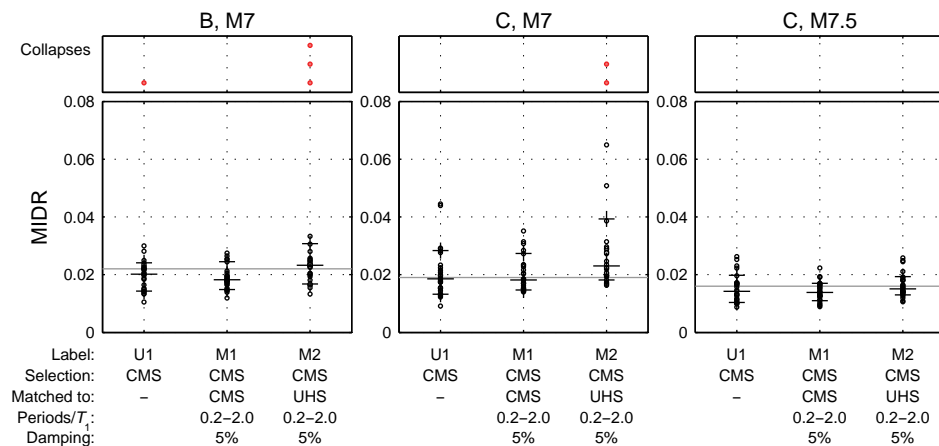 B, M7 C, M7 C, M7.5
Collapses
0.08 0.08 0.08
0.06 0.06 0.06
MIDR
0.04 0.04 0.04
0.02 0.02 0.02
0 0 0
Label: U1 M1 M2 U1 M1 M2 U1 M1 M2
Selection: CMS CMS CMS CMS CMS CMS CMS CMS CMS
Matched to: – CMS UHS – CMS UHS – CMS UHS
Periods/T1: 0.2–2.0 0.2–2.0 0.2–2.0 0.2–2.0 0.2–2.0 0.2–2.0
Damping: 5% 5% 5% 5% 5% 5%